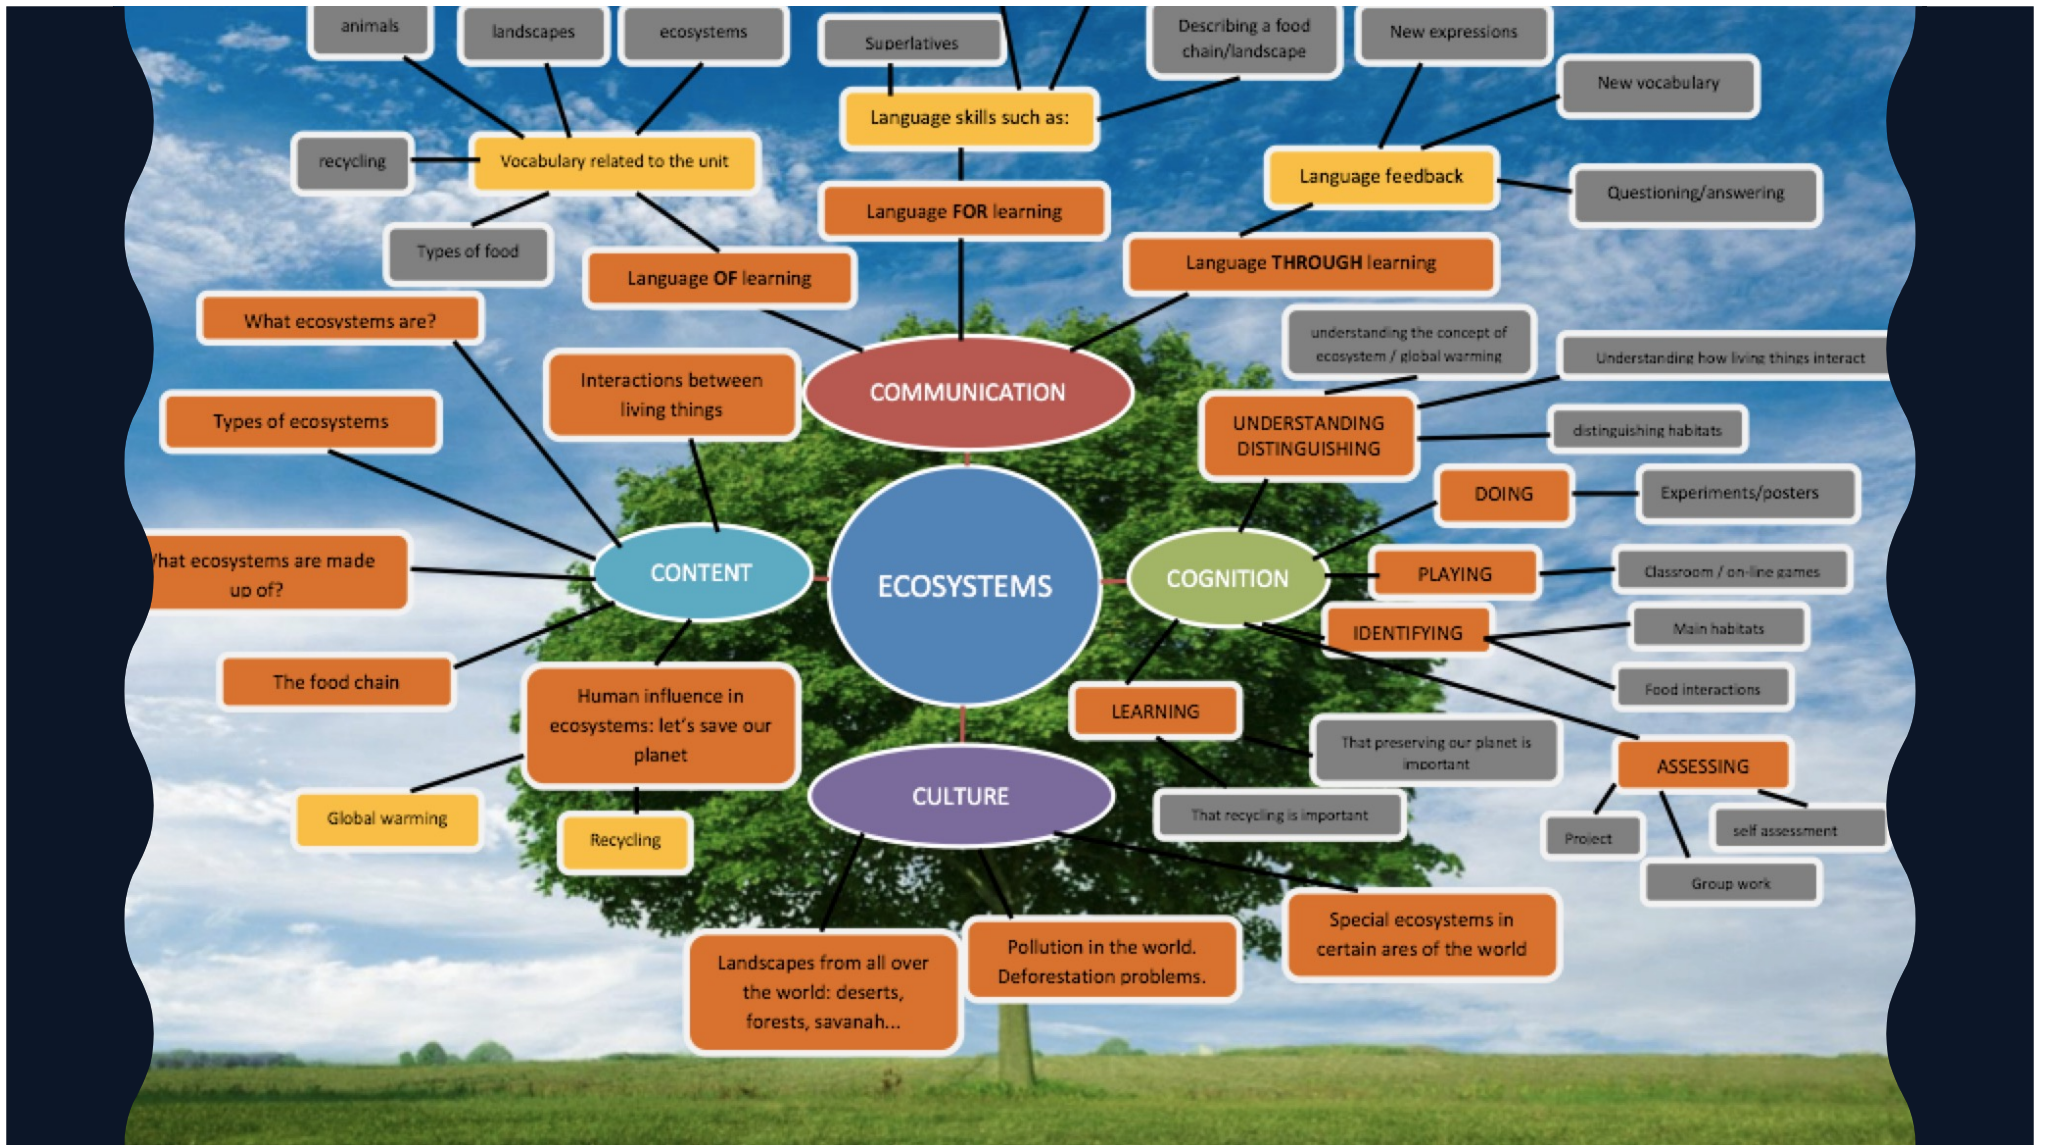 animals
landscapes
ecosystems
Superlatives
Describing a food
chain/landscape
New expressions
New vocabulary
Language skills such as:
recycling
Vocabulary related to the unit
Language feedback
Questioning/answering
Language FOR learning
Types of food
Language OF learning
Language THROUGH learning
What ecosystems are?
understanding the concept of
ecosystem / global warming
Understanding how living things interact
Interactions between
living things
COMMUNICATION
Types of ecosystems
UNDERSTANDING
DISTINGUISHING
distinguishing habitats
DOING
Experiments/posters
hat ecosystems are made
up of?
CONTENT
ECOSYSTEMS
COGNITION
PLAYING
Classroom / on-line games
IDENTIFYING
Main habitats
The food chain
Food interactions
Human influence in
ecosystems: let's save our
planet
LEARNING
That preserving our planet is
important
ASSESSING
Global warming
Recycling
CULTURE
That recycling is important
Project
self assessment
Group work
Landscapes from all over
the world: deserts,
forests, savanah...
Pollution in the world.
Deforestation problems.
Special ecosystems in
certain ares of the world